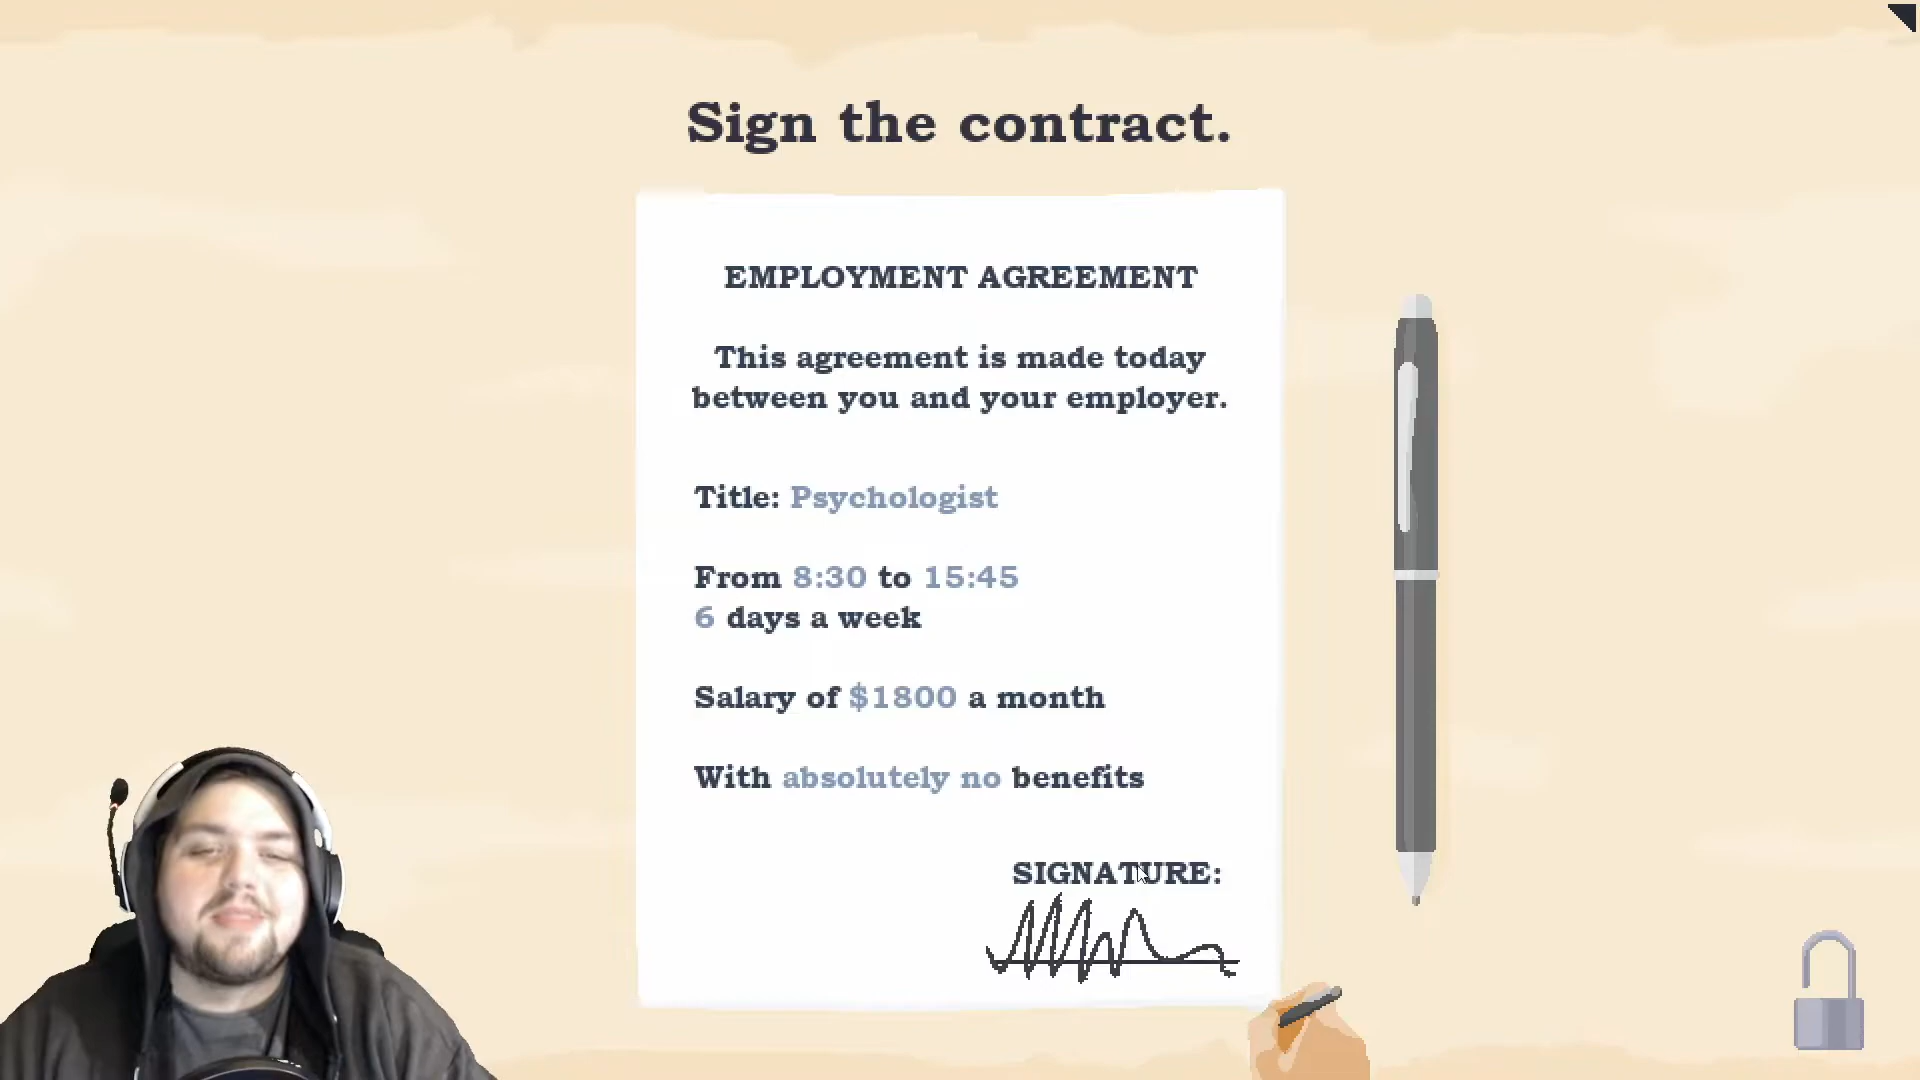 Sign the contract.
EMPLOYMENT AGREEMENT
This agreement is made today
between you and your employer.
Title: Psychologist
From 8:30 to 15:45
6 days a week
Salary of $1800 a month
With absolutely no benefits
SIGNATURE: